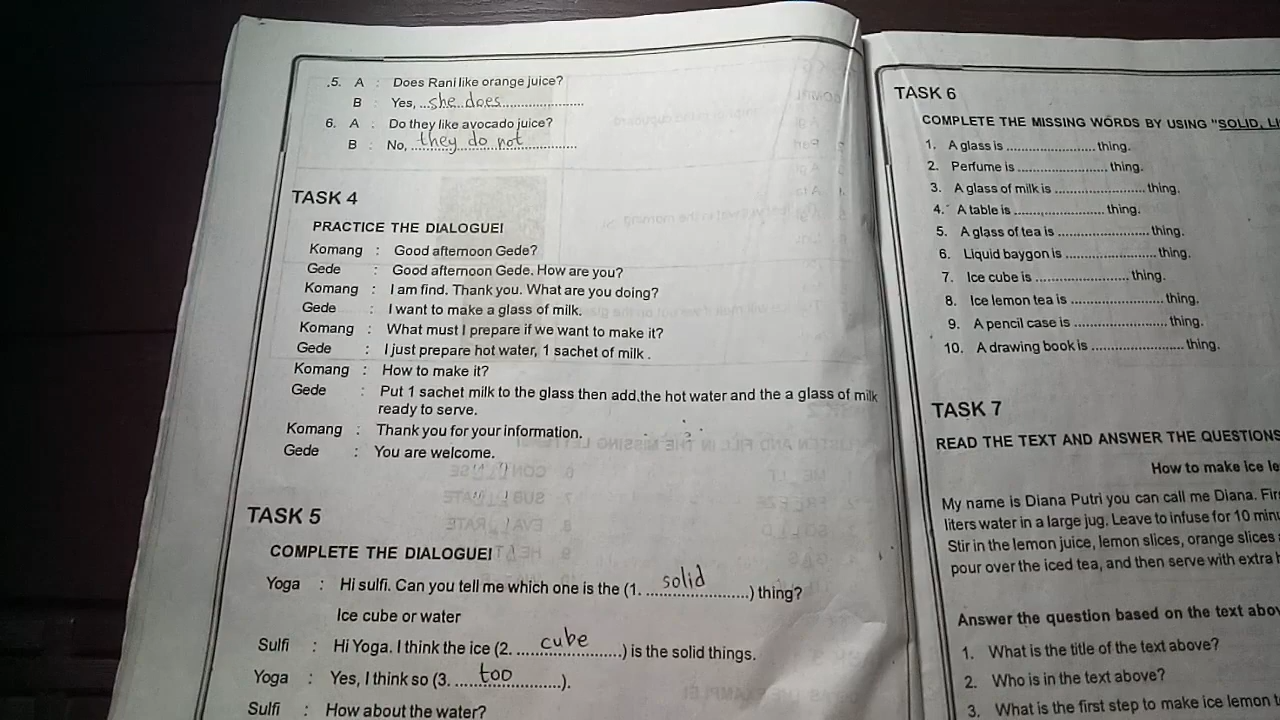 .5. A : Does Rani like orange juice?
B : Yes, ...she does.....................
6. A : Do they like avocado juice?
B : No, ...they do not..................
TASK 4
PRACTICE THE DIALOGUE!
Komang : Good afternoon Gede?
Gede : Good afternoon Gede. How are you?
Komang : I am find. Thank you. What are you doing?
Gede : I want to make a glass of milk.
Komang : What must I prepare if we want to make it?
Gede : I just prepare hot water, 1 sachet of milk .
Komang : How to make it?
Gede : Put 1 sachet milk to the glass then add.the hot water and the a glass of milk
ready to serve.
Komang : Thank you for your information.
Gede : You are welcome.
TASK 5
COMPLETE THE DIALOGUE!
Yoga : Hi sulfi. Can you tell me which one is the (1. ...solid...) thing?
Ice cube or water
Sulfi : Hi Yoga. I think the ice (2. ...cube...) is the solid things.
Yoga : Yes, I think so (3. ...too...).
Sulfi : How about the water?
TASK 6
COMPLETE THE MISSING WORDS BY USING "SOLID,
1. A glass is ........................ thing.
2. Perfume is ........................ thing.
3. A glass of milk is ........................ thing.
4. A table is ........................ thing.
5. A glass of tea is ........................ thing.
6. Liquid baygon is ........................ thing.
7. Ice cube is ........................ thing.
8. Ice lemon tea is ........................ thing.
9. A pencil case is ........................ thing.
10. A drawing book is ........................ thing.
TASK 7
READ THE TEXT AND ANSWER THE QUESTIONS
How to make ice
My name is Diana Putri you can call me Diana.
liters water in a large jug. Leave to infuse for 10
Stir in the lemon juice, lemon slices, orange slices
pour over the iced tea, and then serve with extra
Answer the question based on the text
1. What is the title of the text above?
2. Who is in the text above?
3. What is the first step to make ice lemon